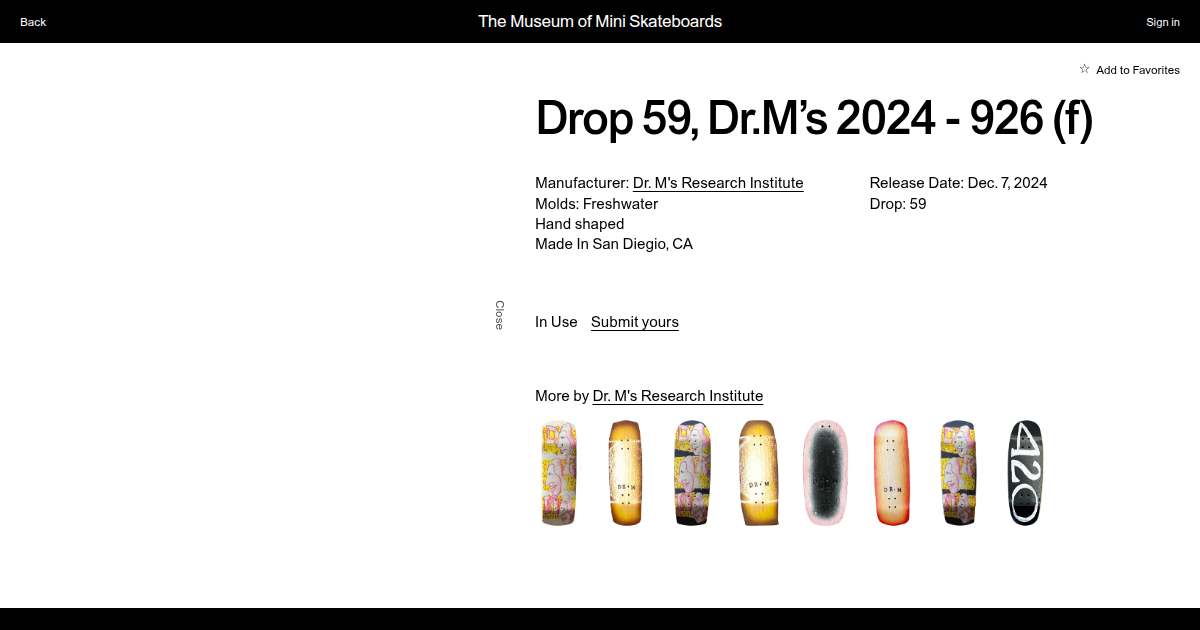 Back
The Museum of Mini Skateboards
Sign in
☆ Add to Favorites
Drop 59, Dr.M’s 2024 - 926 (f)
Manufacturer: Dr. M's Research Institute
Molds: Freshwater
Hand shaped
Made In San Diegio, CA
Release Date: Dec. 7, 2024
Drop: 59
Close
In Use Submit yours
More by Dr. M's Research Institute
DR•M
DR•M
DR•M
420